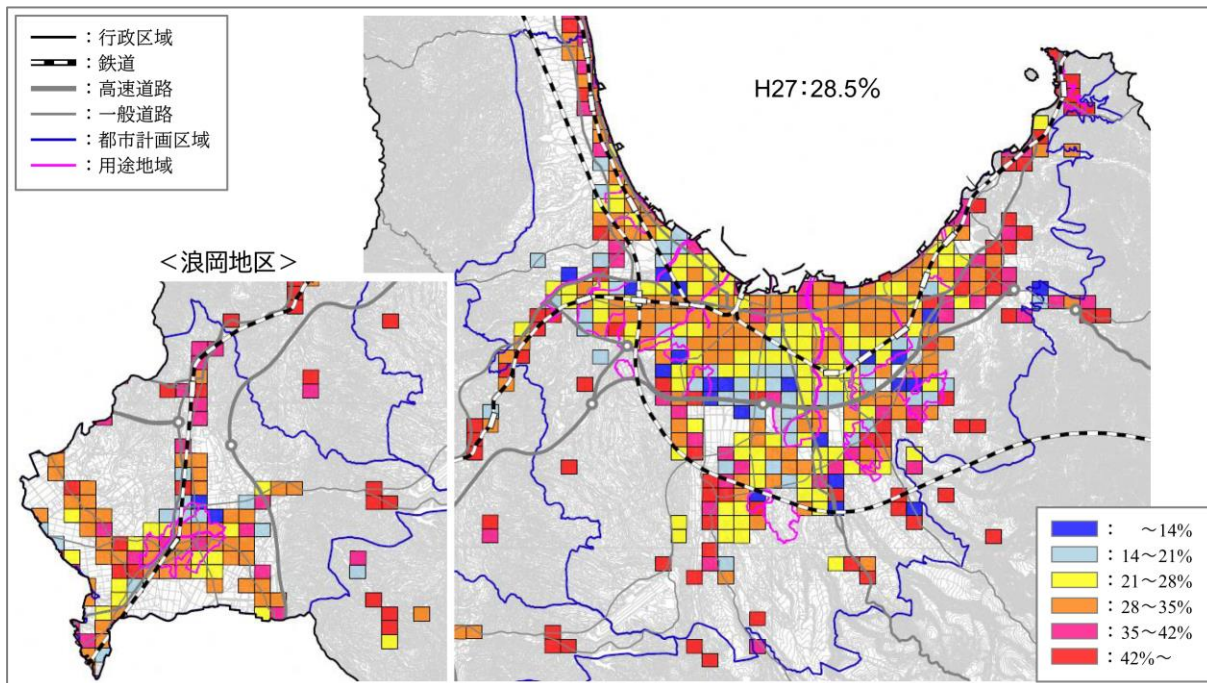 ：行政区域
：鉄道
：高速道路
：一般道路
：都市計画区域
：用途地域
H27：28.5%
＜浪岡地区＞
：　～14%
：14～21%
：21～28%
：28～35%
：35～42%
：42%～